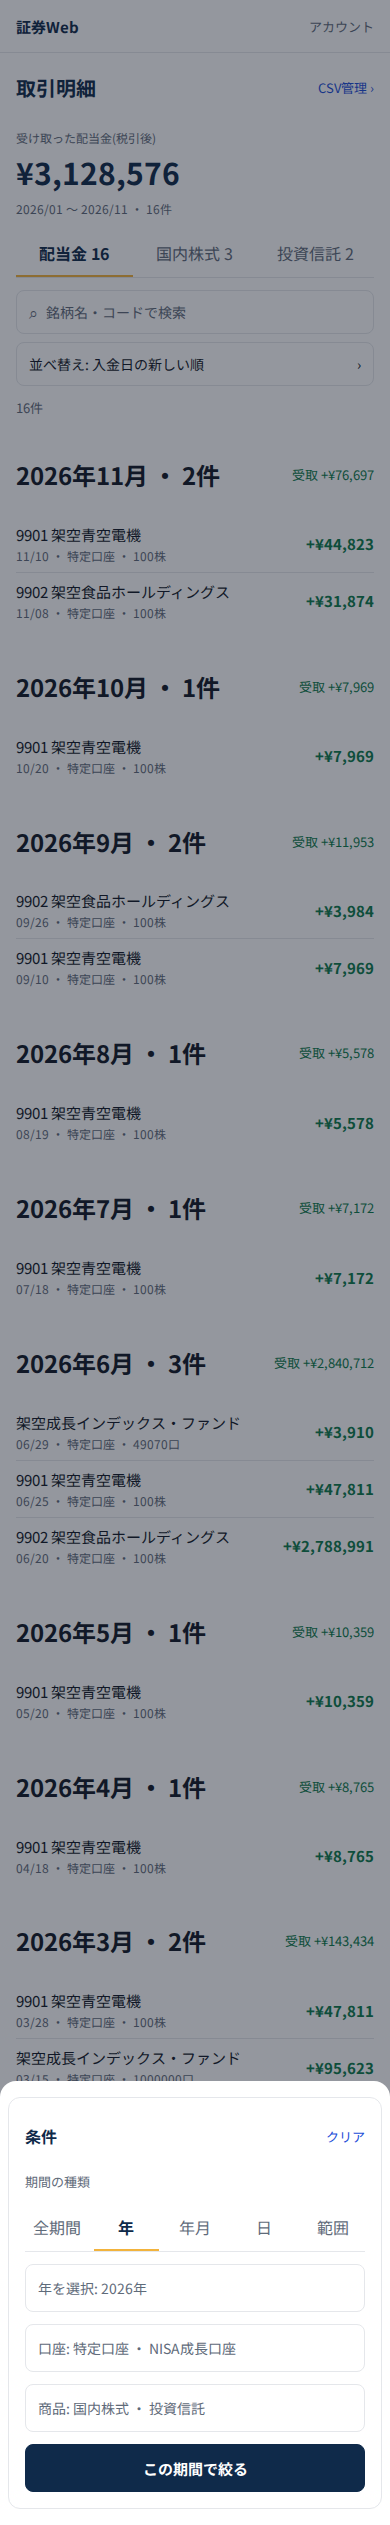 証券Web
アカウント
取引明細
CSV管理 ›
受け取った配当金(税引後)
¥3,128,576
2026/01 〜 2026/11 ・ 16件
配当金 16
国内株式 3
投資信託 2
⌕ 銘柄名・コードで検索
並べ替え: 入金日の新しい順 ›
16件
2026年11月 ・ 2件
受取 +¥76,697
9901 架空青空電機
11/10 ・ 特定口座 ・ 100株
+¥44,823
9902 架空食品ホールディングス
11/08 ・ 特定口座 ・ 100株
+¥31,874
2026年10月 ・ 1件
受取 +¥7,969
9901 架空青空電機
10/20 ・ 特定口座 ・ 100株
+¥7,969
2026年9月 ・ 2件
受取 +¥11,953
9902 架空食品ホールディングス
09/26 ・ 特定口座 ・ 100株
+¥3,984
9901 架空青空電機
09/10 ・ 特定口座 ・ 100株
+¥7,969
2026年8月 ・ 1件
受取 +¥5,578
9901 架空青空電機
08/19 ・ 特定口座 ・ 100株
+¥5,578
2026年7月 ・ 1件
受取 +¥7,172
9901 架空青空電機
07/18 ・ 特定口座 ・ 100株
+¥7,172
2026年6月 ・ 3件
受取 +¥2,840,712
架空成長インデックス・ファンド
06/29 ・ 特定口座 ・ 49070口
+¥3,910
9901 架空青空電機
06/25 ・ 特定口座 ・ 100株
+¥47,811
9902 架空食品ホールディングス
06/20 ・ 特定口座 ・ 100株
+¥2,788,991
2026年5月 ・ 1件
受取 +¥10,359
9901 架空青空電機
05/20 ・ 特定口座 ・ 100株
+¥10,359
2026年4月 ・ 1件
受取 +¥8,765
9901 架空青空電機
04/18 ・ 特定口座 ・ 100株
+¥8,765
2026年3月 ・ 2件
受取 +¥143,434
9901 架空青空電機
03/28 ・ 特定口座 ・ 100株
+¥47,811
架空成長インデックス・ファンド
03/15 ・ 特定口座 ・ 1000000口
+¥95,623
条件
クリア
期間の種類
全期間
年
年月
日
範囲
年を選択: 2026年
口座: 特定口座 ・ NISA成長口座
商品: 国内株式 ・ 投資信託
この期間で絞る